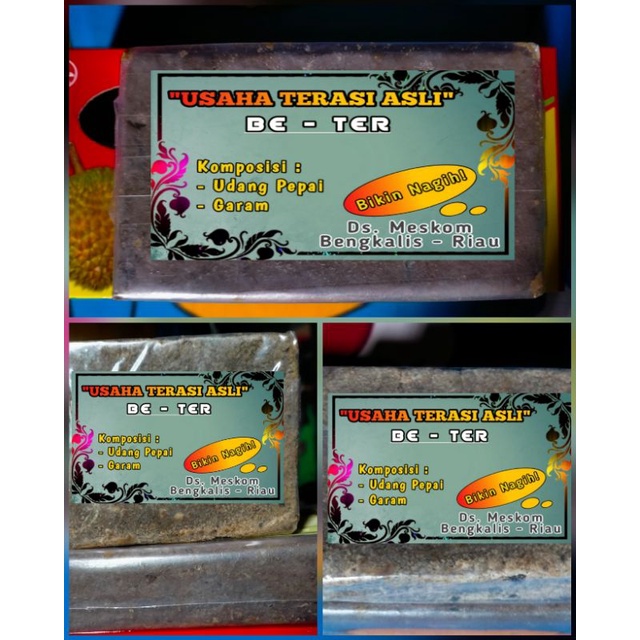 "USAHA TERASI ASLI"
BE - TER
Komposisi :
- Udang Pepai
- Garam
Bikin Nagih!
Ds. Meskom
Bengkalis - Riau
"USAHA TERASI ASLI"
BE - TER
Komposisi :
- Udang Pepai
- Garam
Bikin Nagih!
Ds. Meskom
Bengkalis - Riau
"USAHA TERASI ASLI"
BE - TER
Komposisi :
- Udang Pepai
- Garam
Bikin Nagih!
Ds. Meskom
Bengkalis - Riau